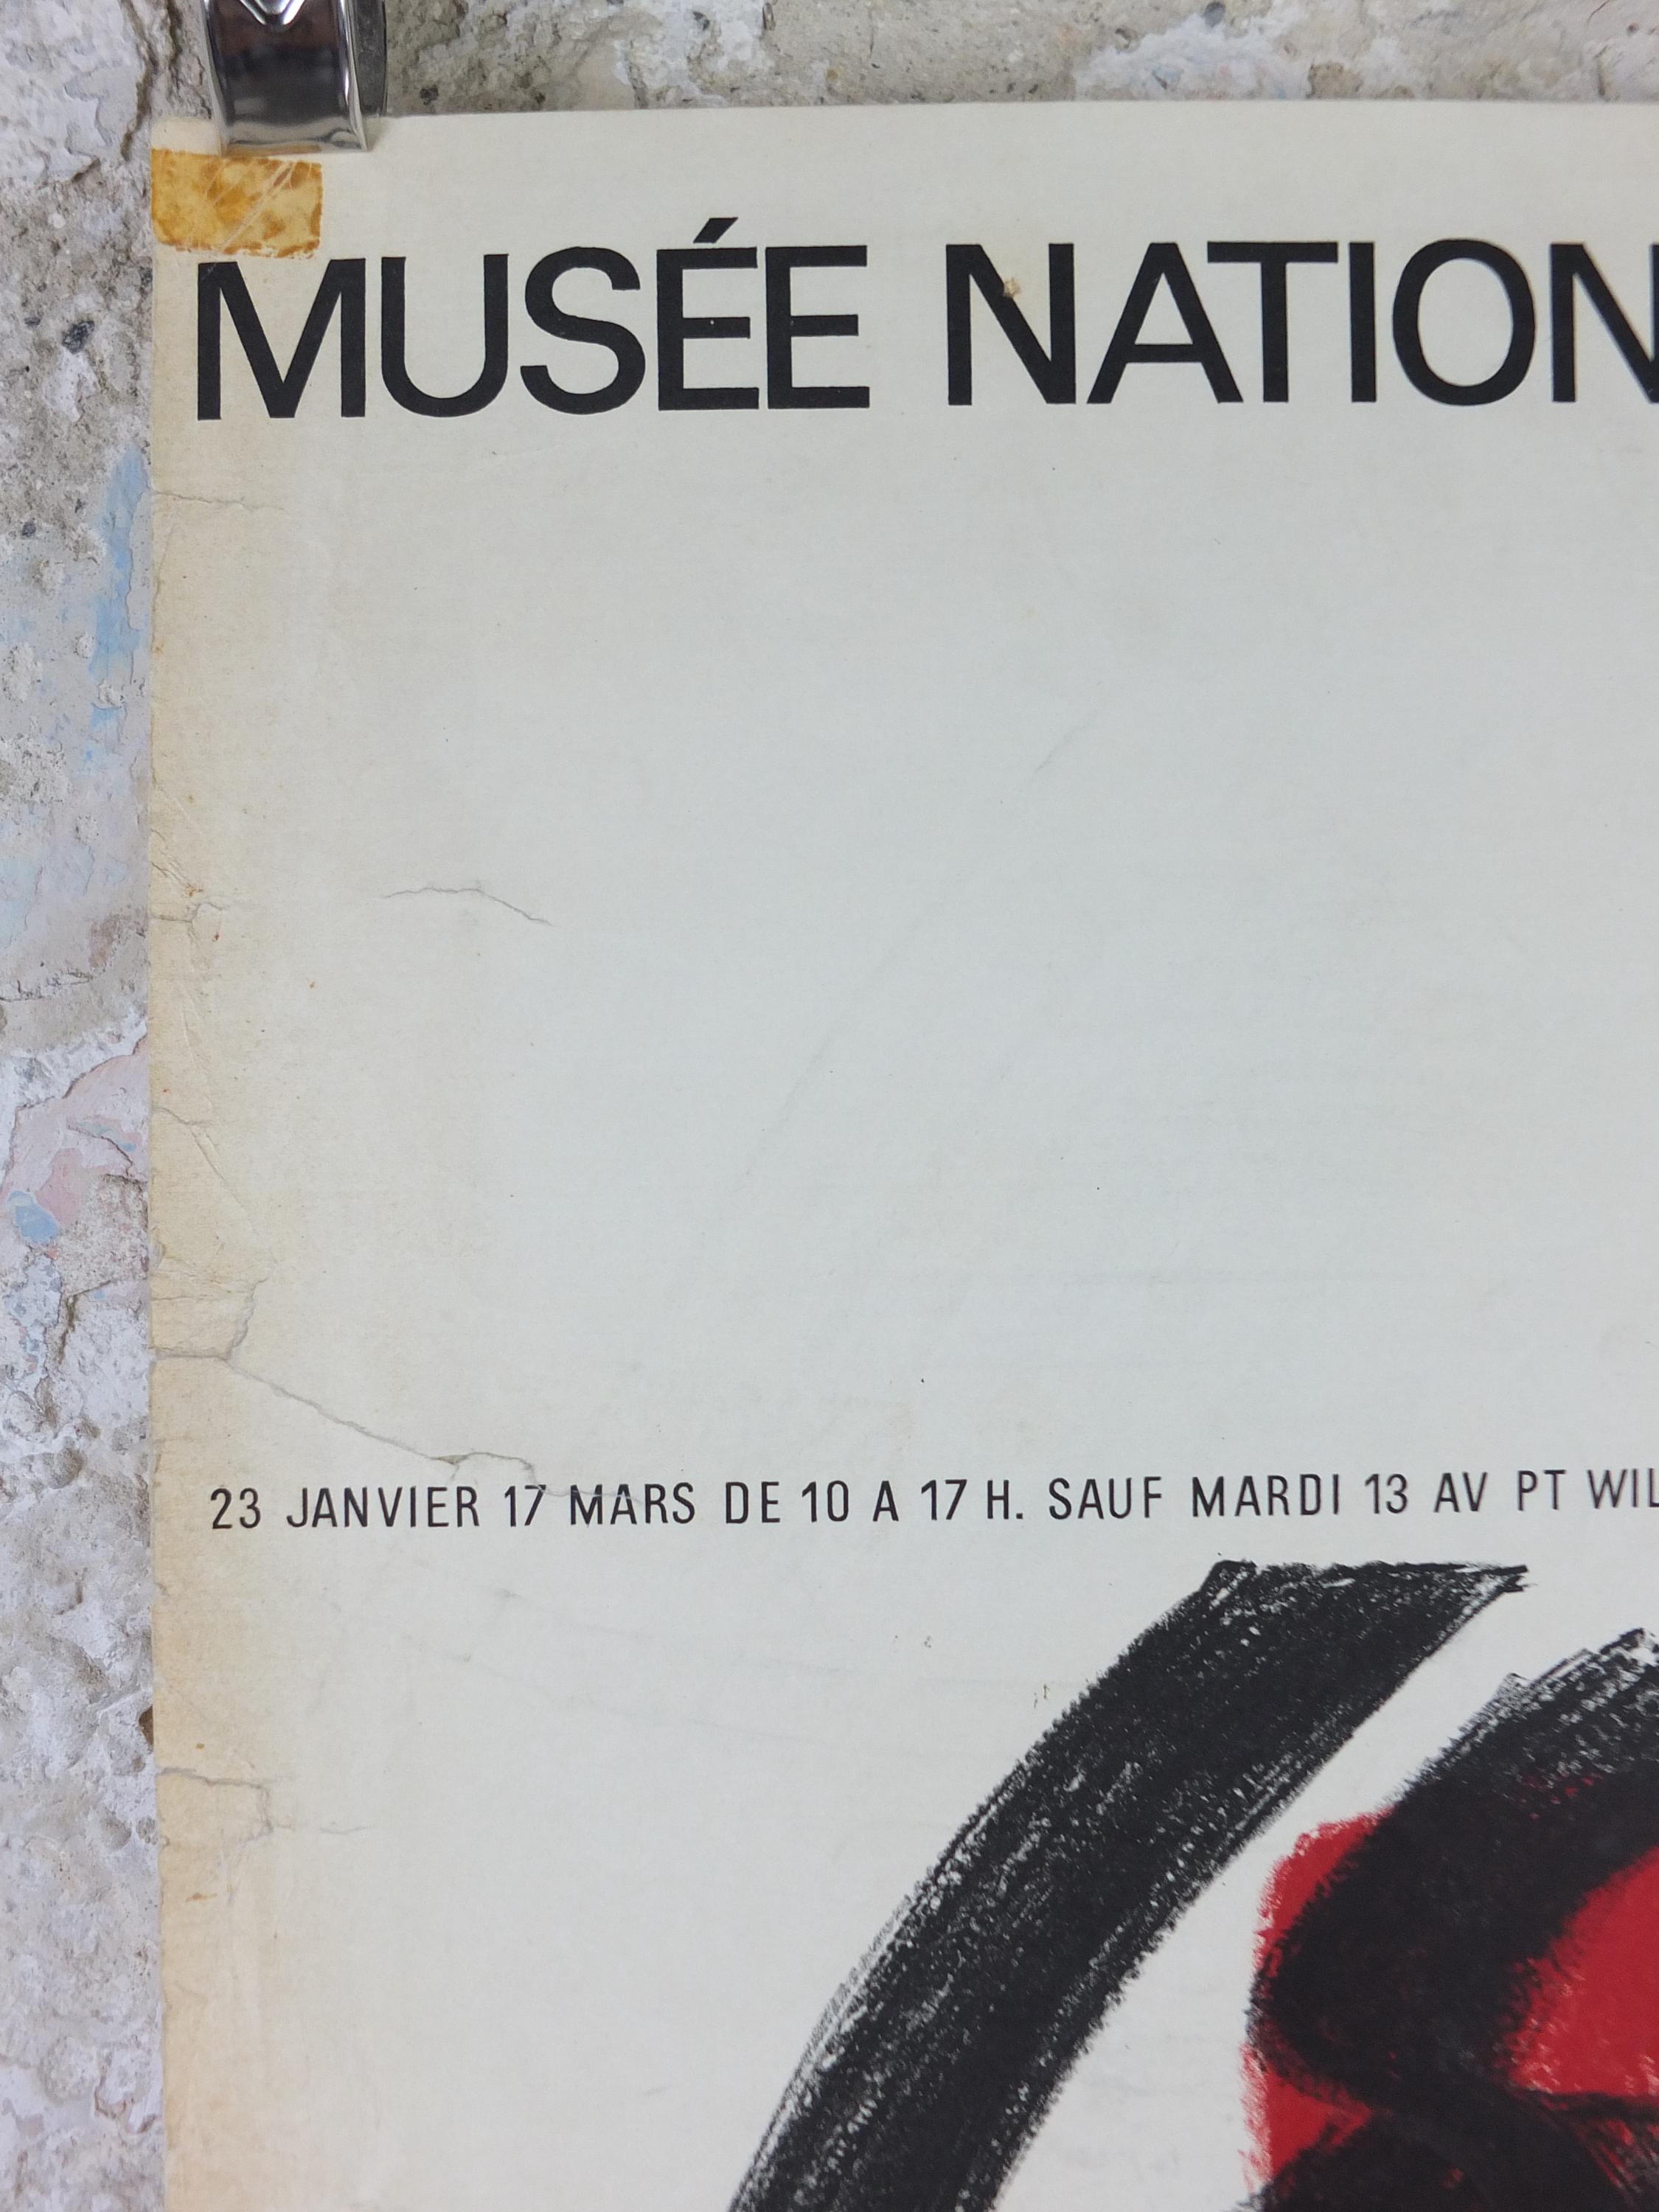 MUSÉE NATION
23 JANVIER 17 MARS DE 10 A 17 H. SAUF MARDI 13 AV PT WIL